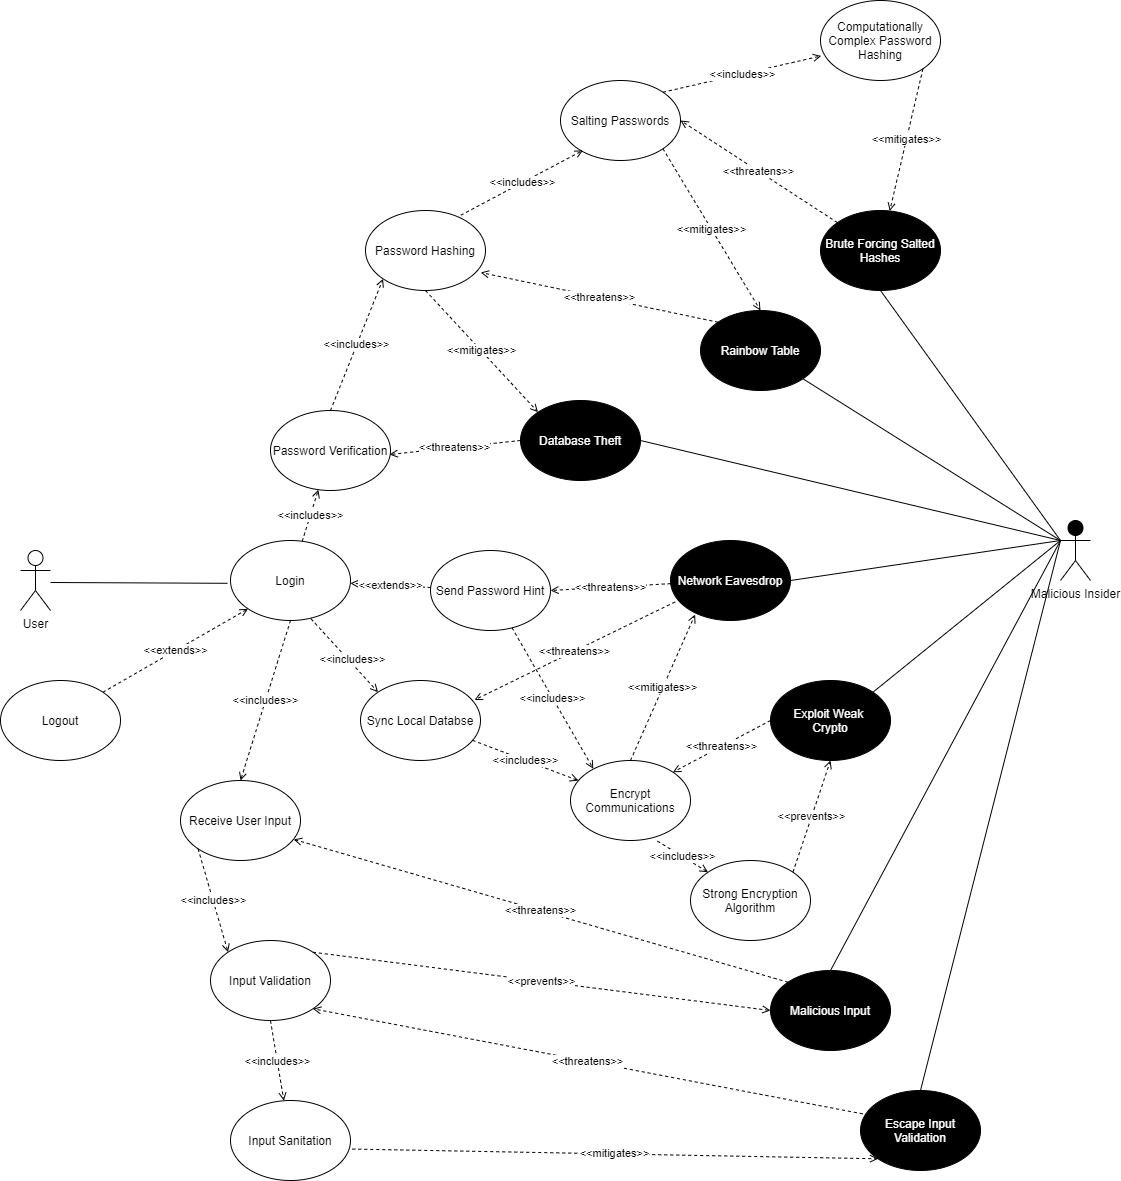 Computationally
Complex Password
Hashing
<<includes>>
Salting Passwords
<<mitigates>>
<<threatens>>
<<includes>>
<<mitigates>>
Brute Forcing Salted
Hashes
Password Hashing
<<threatens>>
<<includes>>
<<mitigates>>
Rainbow Table
Password Verification
<<threatens>>
Database Theft
<<includes>>
User
Login
<<extends>>
Send Password Hint
<<threatens>>
Network Eavesdrop
Malicious Insider
<<extends>>
<<includes>>
<<threatens>>
Logout
<<includes>>
Sync Local Databse
<<includes>>
<<mitigates>>
Exploit Weak
Crypto
<<includes>>
<<threatens>>
Receive User Input
Encrypt
Communications
<<prevents>>
<<includes>>
<<includes>>
Strong Encryption
Algorithm
<<threatens>>
Input Validation
<<prevents>>
Malicious Input
<<includes>>
<<threatens>>
Input Sanitation
<<mitigates>>
Escape Input
Validation